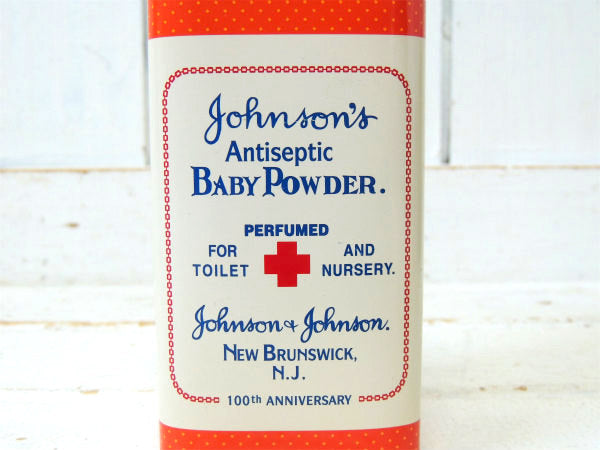 Johnson's
Antiseptic
BABY POWDER.
PERFUMED
FOR AND
TOILET NURSERY.
Johnson & Johnson.
NEW BRUNSWICK,
N.J.
100th ANNIVERSARY